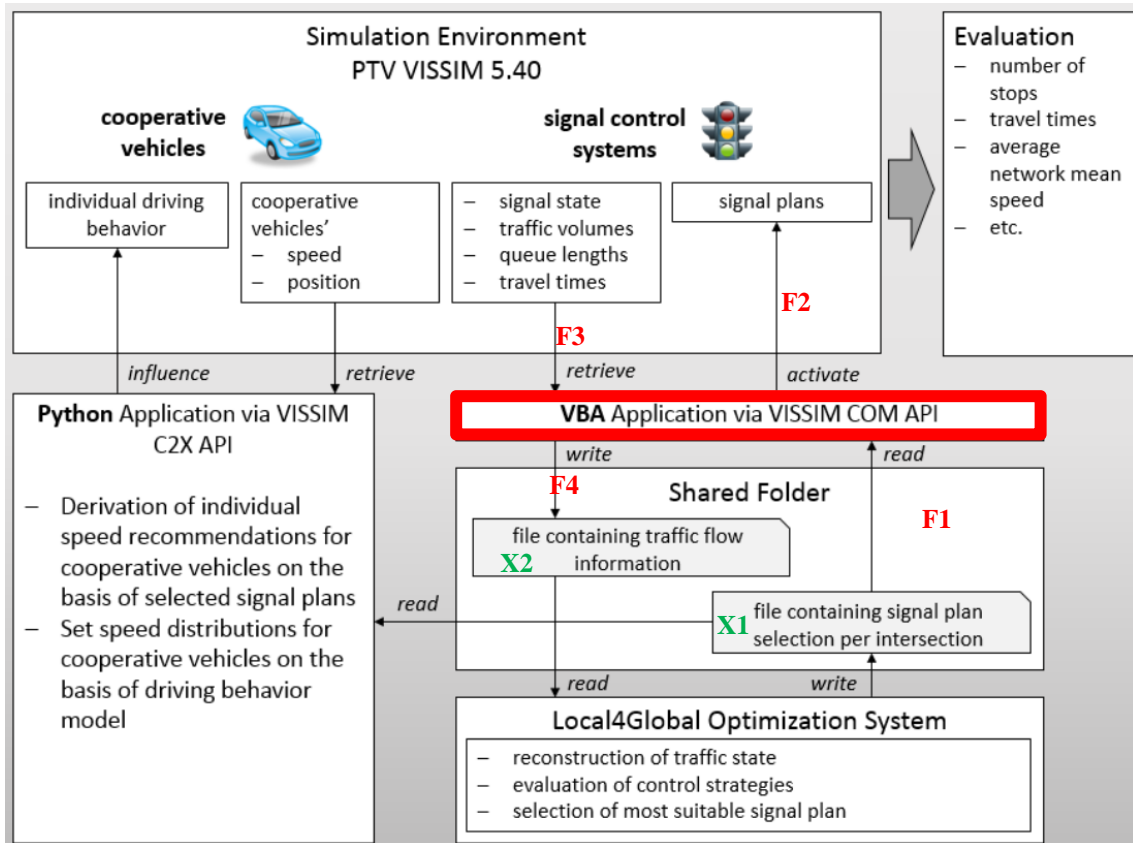 Simulation Environment
PTV VISSIM 5.40
cooperative
vehicles
signal control
systems
individual driving
behavior
cooperative
vehicles’
– speed
– position
– signal state
– traffic volumes
– queue lengths
– travel times
signal plans
F2
F3
influence
retrieve
retrieve
activate
Evaluation
– number of
stops
– travel times
– average
network mean
speed
– etc.
Python Application via VISSIM
C2X API
– Derivation of individual
speed recommendations for
cooperative vehicles on the
basis of selected signal plans
– Set speed distributions for
cooperative vehicles on the
basis of driving behavior
model
VBA Application via VISSIM COM API
write
read
F4
Shared Folder
F1
file containing traffic flow
X2 information
read
X1 file containing signal plan
selection per intersection
read
write
Local4Global Optimization System
– reconstruction of traffic state
– evaluation of control strategies
– selection of most suitable signal plan